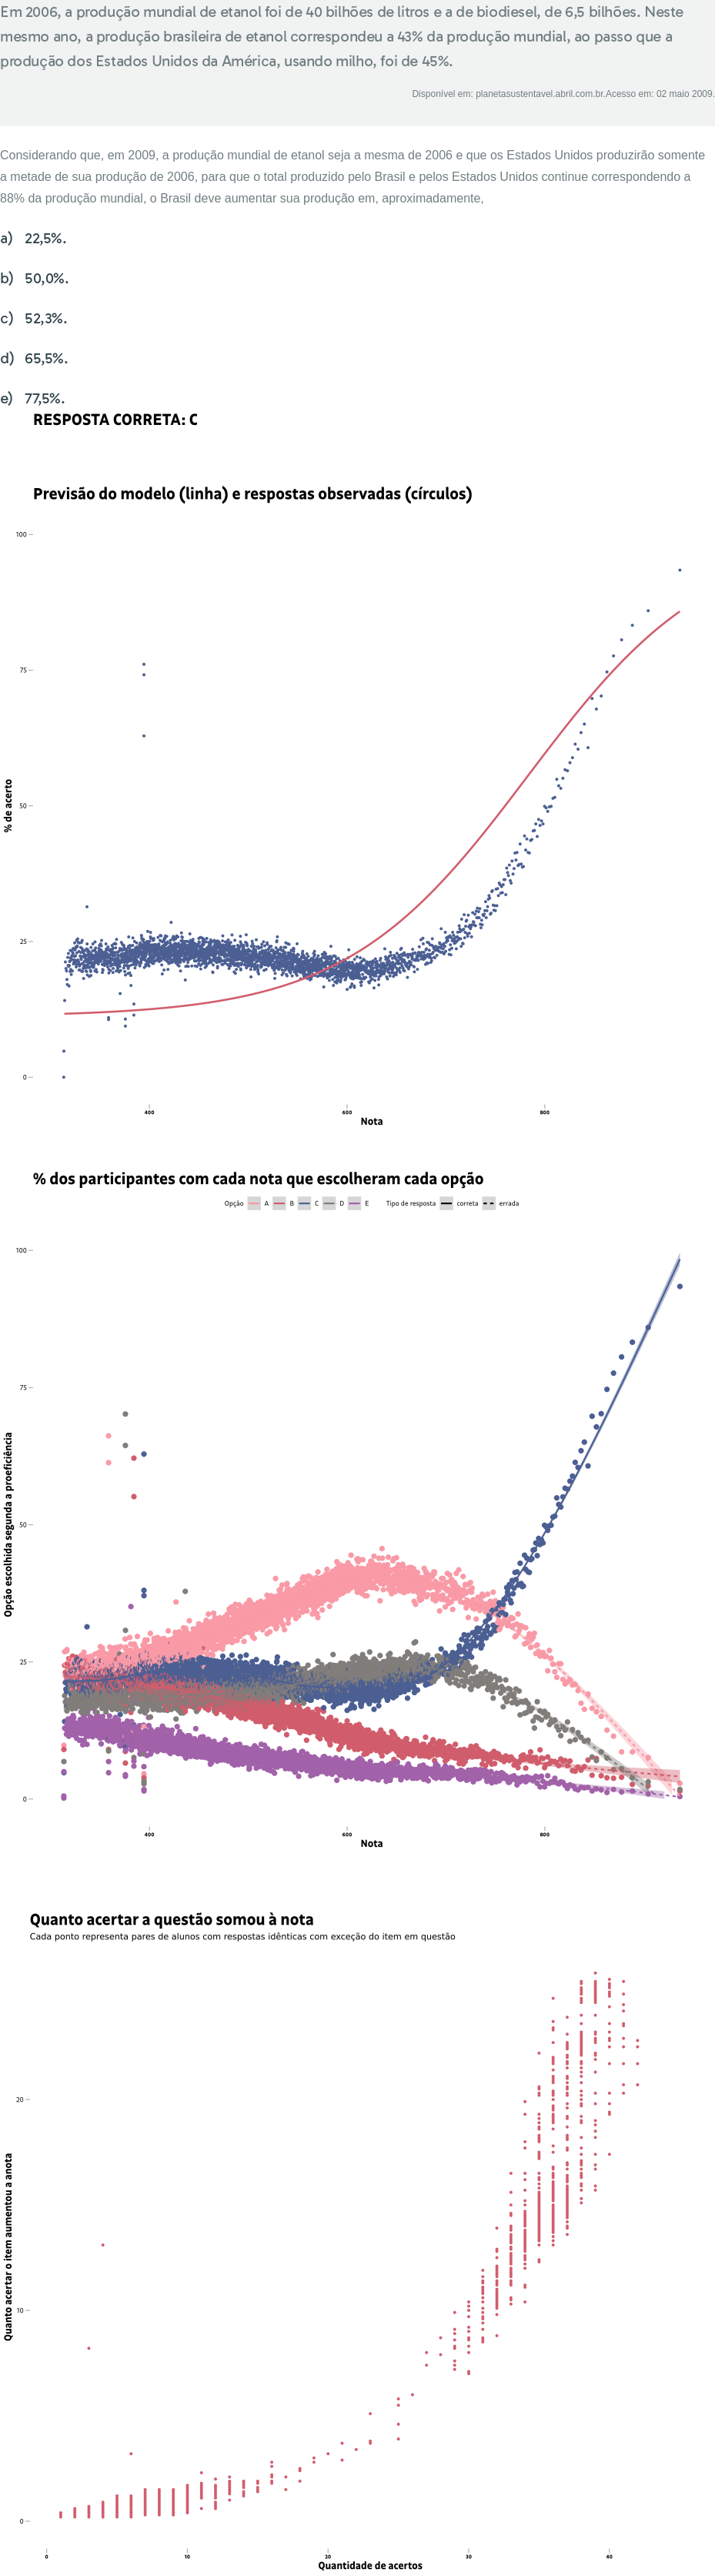 Em 2006, a produção mundial de etanol foi de 40 bilhões de litros e a de biodiesel, de 6,5 bilhões. Neste
mesmo ano, a produção brasileira de etanol correspondeu a 43% da produção mundial, ao passo que a
produção dos Estados Unidos da América, usando milho, foi de 45%.
Disponível em: planetasustentavel.abril.com.br.Acesso em: 02 maio 2009.
Considerando que, em 2009, a produção mundial de etanol seja a mesma de 2006 e que os Estados Unidos produzirão somente
a metade de sua produção de 2006, para que o total produzido pelo Brasil e pelos Estados Unidos continue correspondendo a
88% da produção mundial, o Brasil deve aumentar sua produção em, aproximadamente,
a) 22,5%.
b) 50,0%.
c) 52,3%.
d) 65,5%.
e) 77,5%.
RESPOSTA CORRETA: C
Previsão do modelo (linha) e respostas observadas (círculos)
100
75
50
25
0
% de acerto
400 600 800
Nota
% dos participantes com cada nota que escolheram cada opção
Opção A B C D E Tipo de resposta correta errada
100
75
50
25
0
Opção escolhida segunda a proeficiência
400 600 800
Nota
Quanto acertar a questão somou à nota
Cada ponto representa pares de alunos com respostas idênticas com exceção do item em questão
20
10
0
Quanto acertar o item aumentou a anota
0 10 20 30 40
Quantidade de acertos